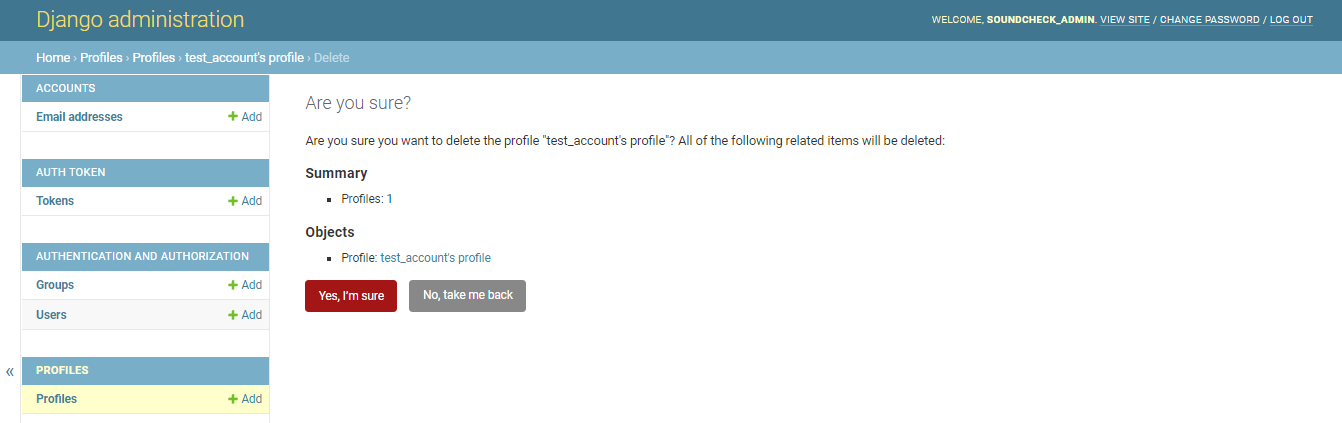 Django administration
WELCOME, SOUNDCHECK_ADMIN. VIEW SITE / CHANGE PASSWORD / LOG OUT
Home › Profiles › Profiles › test_account's profile › Delete
ACCOUNTS
Email addresses + Add
AUTH TOKEN
Tokens + Add
AUTHENTICATION AND AUTHORIZATION
Groups + Add
Users + Add
«
PROFILES
Profiles + Add
Are you sure?
Are you sure you want to delete the profile "test_account's profile"? All of the following related items will be deleted:
Summary
Profiles: 1
Objects
Profile: test_account's profile
Yes, I'm sure
No, take me back